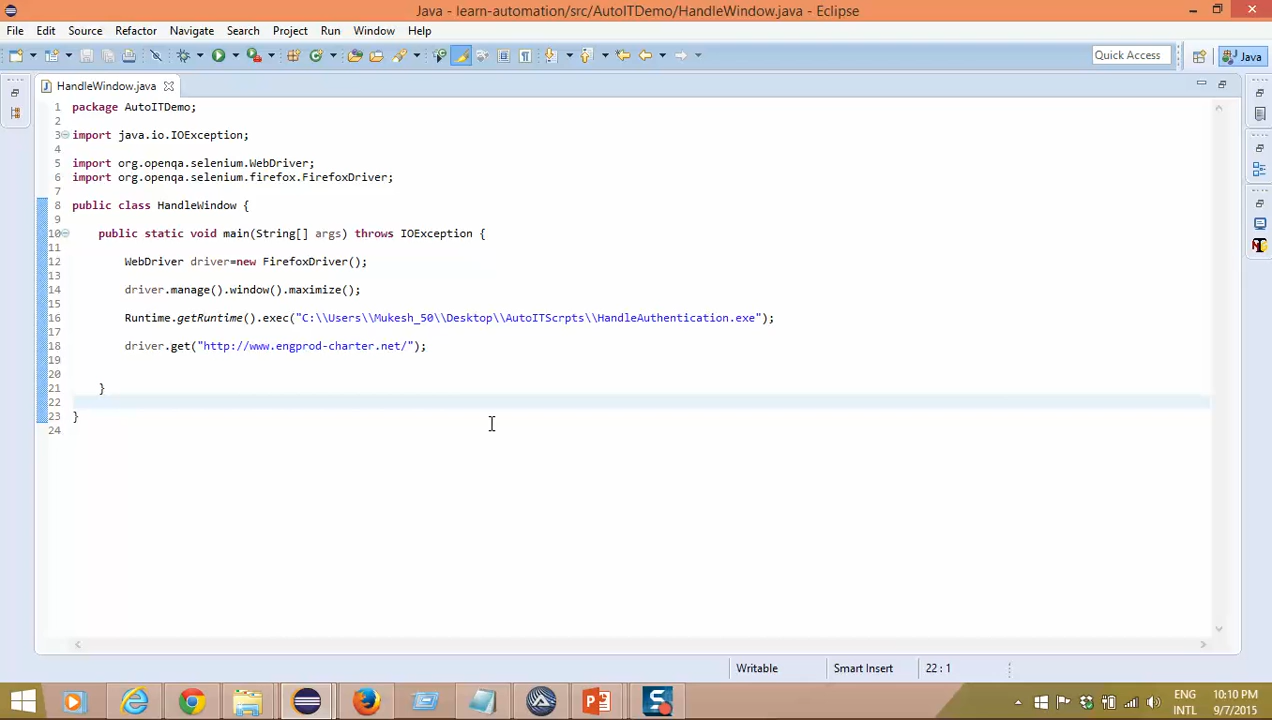 Java - learn-automation/src/AutoITDemo/HandleWindow.java - Eclipse
File Edit Source Refactor Navigate Search Project Run Window Help
Quick Access
Java
HandleWindow.java
1 package AutoITDemo;
2
3 import java.io.IOException;
4
5 import org.openqa.selenium.WebDriver;
6 import org.openqa.selenium.firefox.FirefoxDriver;
7
8 public class HandleWindow {
9
10 public static void main(String[] args) throws IOException {
11
12 WebDriver driver=new FirefoxDriver();
13
14 driver.manage().window().maximize();
15
16 Runtime.getRuntime().exec("C:\\Users\\Mukesh_50\\Desktop\\AutoITScrpts\\HandleAuthentication.exe");
17
18 driver.get("http://www.engprod-charter.net/");
19
20
21 }
22
23 }
24
Writable Smart Insert 22 : 1
ENG 10:10 PM
INTL 9/7/2015